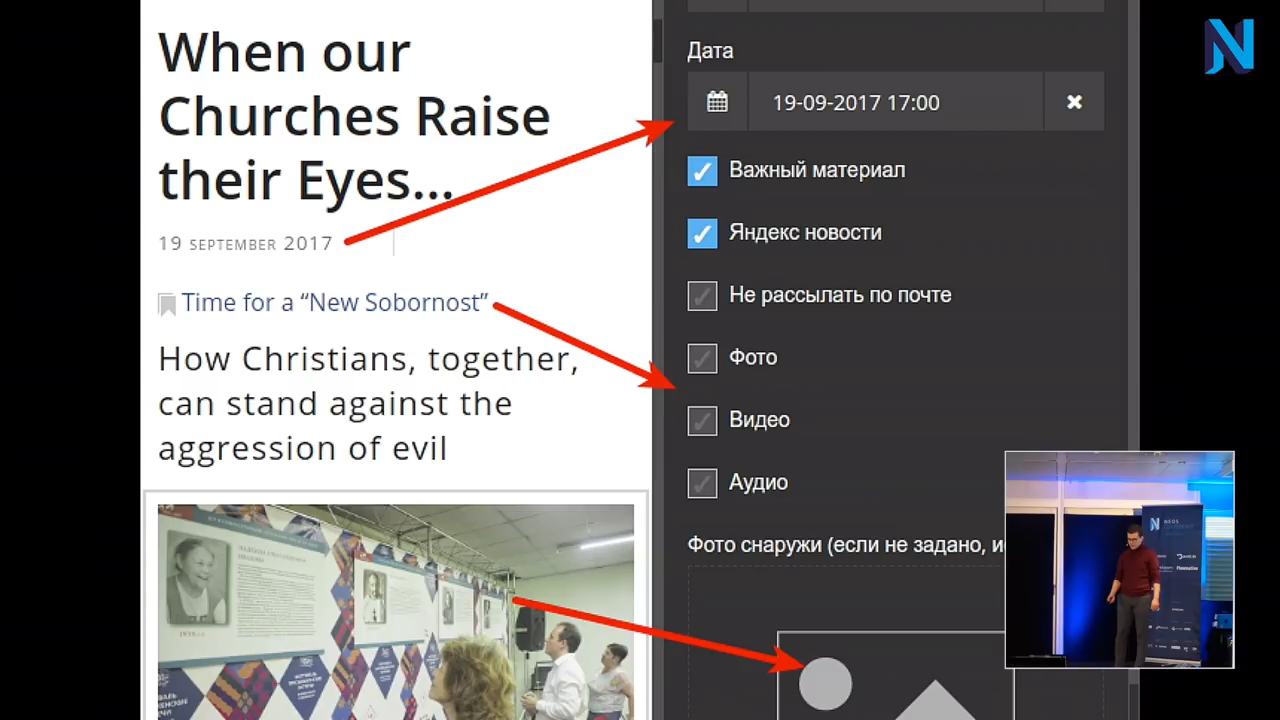 When our
Churches Raise
their Eyes...
19 SEPTEMBER 2017
Time for a “New Sobornost”
How Christians, together,
can stand against the
aggression of evil
Дата
19-09-2017 17:00
Важный материал
Яндекс новости
Не рассылать по почте
Фото
Видео
Аудио
Фото снаружи (если не задано, и
NEOS